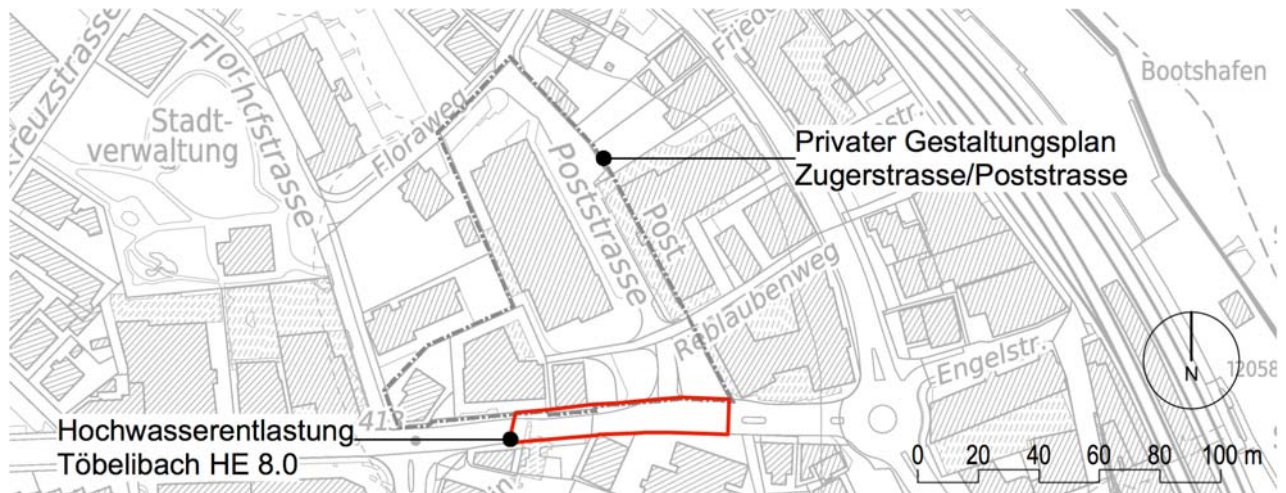 Kreuzstrasse
Stadt-
verwaltung
Florhofstrasse
Floraweg
Poststrasse
Post
Bootshafen
Privater Gestaltungsplan
Zugerstrasse/Poststrasse
Reblaubenweg
Engelstr.
12058
N
413
Hochwasserentlastung
Töbelibach HE 8.0
0 20 40 60 80 100 m